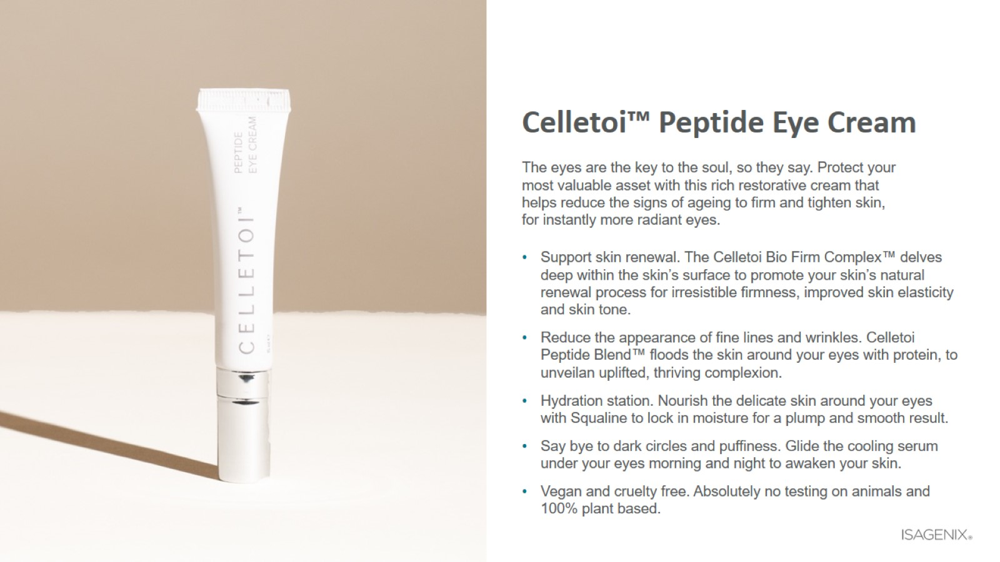 PEPTIDE
EYE CREAM
CELLETOI™
Celletoi™ Peptide Eye Cream
The eyes are the key to the soul, so they say. Protect your
most valuable asset with this rich restorative cream that
helps reduce the signs of ageing to firm and tighten skin,
for instantly more radiant eyes.
• Support skin renewal. The Celletoi Bio Firm Complex™ delves
deep within the skin’s surface to promote your skin’s natural
renewal process for irresistible firmness, improved skin elasticity
and skin tone.
• Reduce the appearance of fine lines and wrinkles. Celletoi
Peptide Blend™ floods the skin around your eyes with protein, to
unveilan uplifted, thriving complexion.
• Hydration station. Nourish the delicate skin around your eyes
with Squaline to lock in moisture for a plump and smooth result.
• Say bye to dark circles and puffiness. Glide the cooling serum
under your eyes morning and night to awaken your skin.
• Vegan and cruelty free. Absolutely no testing on animals and
100% plant based.
ISAGENIX®